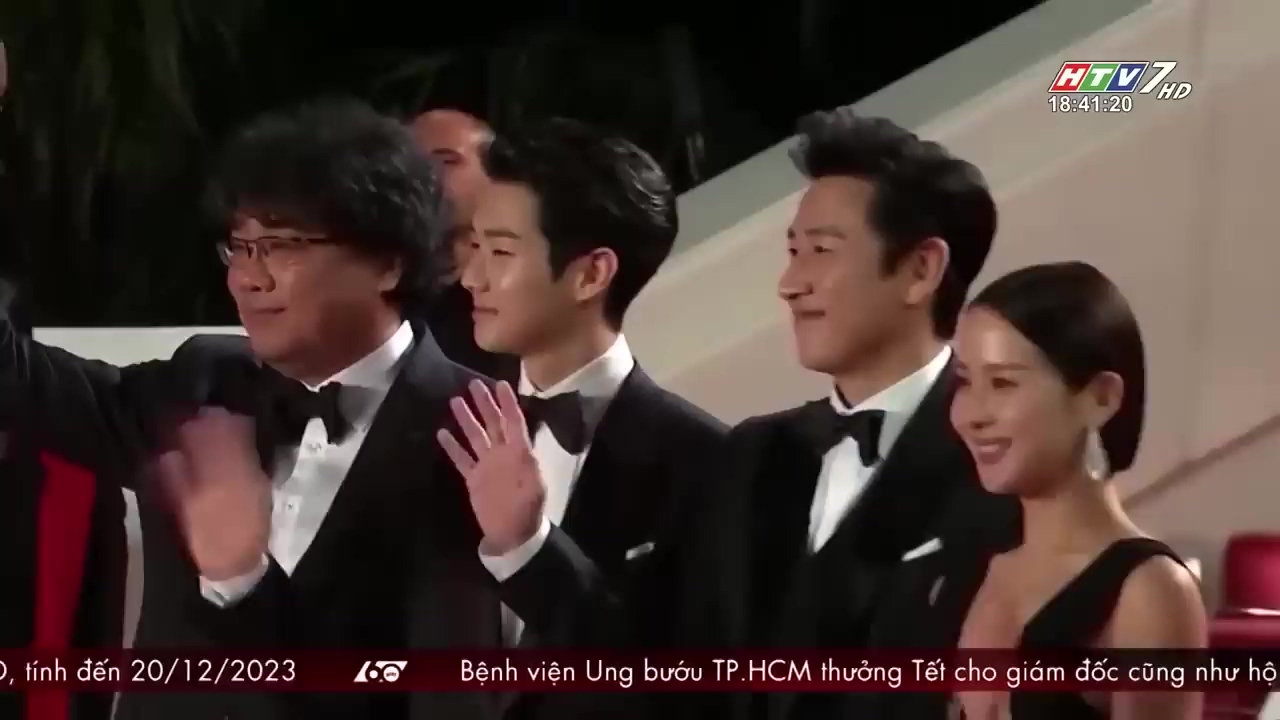 HTV7 HD
18:41:20
, tính đến 20/12/2023 60 Bệnh viện Ung bướu TP.HCM thưởng Tết cho giám đốc cũng như hộ